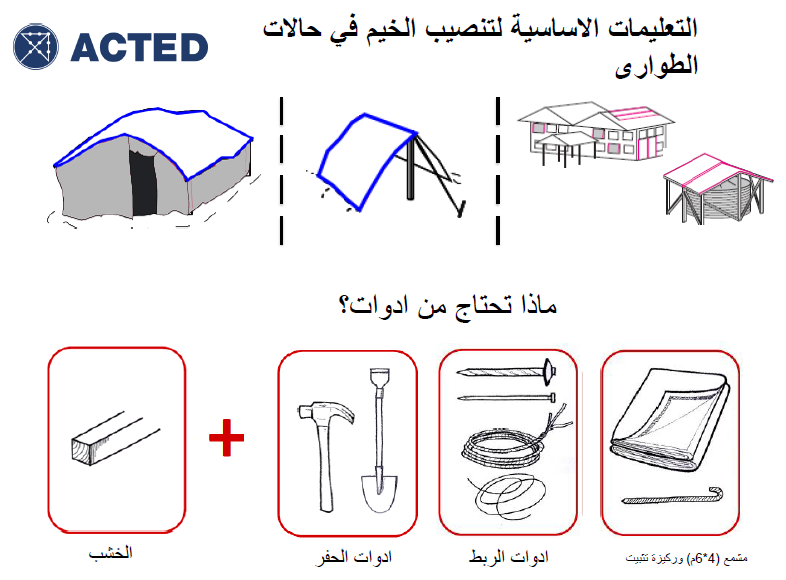 ACTED
التعليمات الاساسية لتنصيب الخيم في حالات
الطوارى
ماذا تحتاج من ادوات؟
مشمع (4*6م) وركيزة تثبيت
ادوات الربط
ادوات الحفر
الخشب